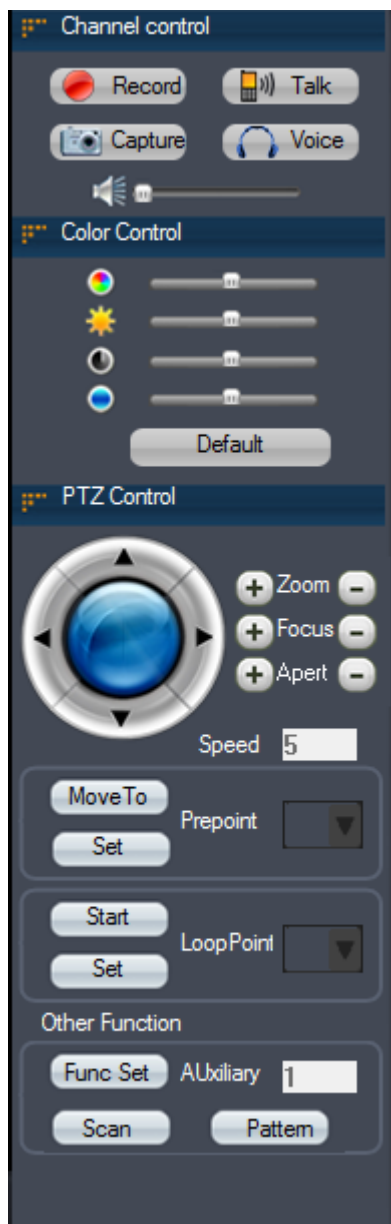 Channel control
Record Talk
Capture Voice
Color Control
Default
PTZ Control
+ Zoom -
+ Focus -
+ Apert -
Speed 5
MoveTo
Prepoint
Set
Start
LoopPoint
Set
Other Function
Func Set AUxiliary 1
Scan Pattern